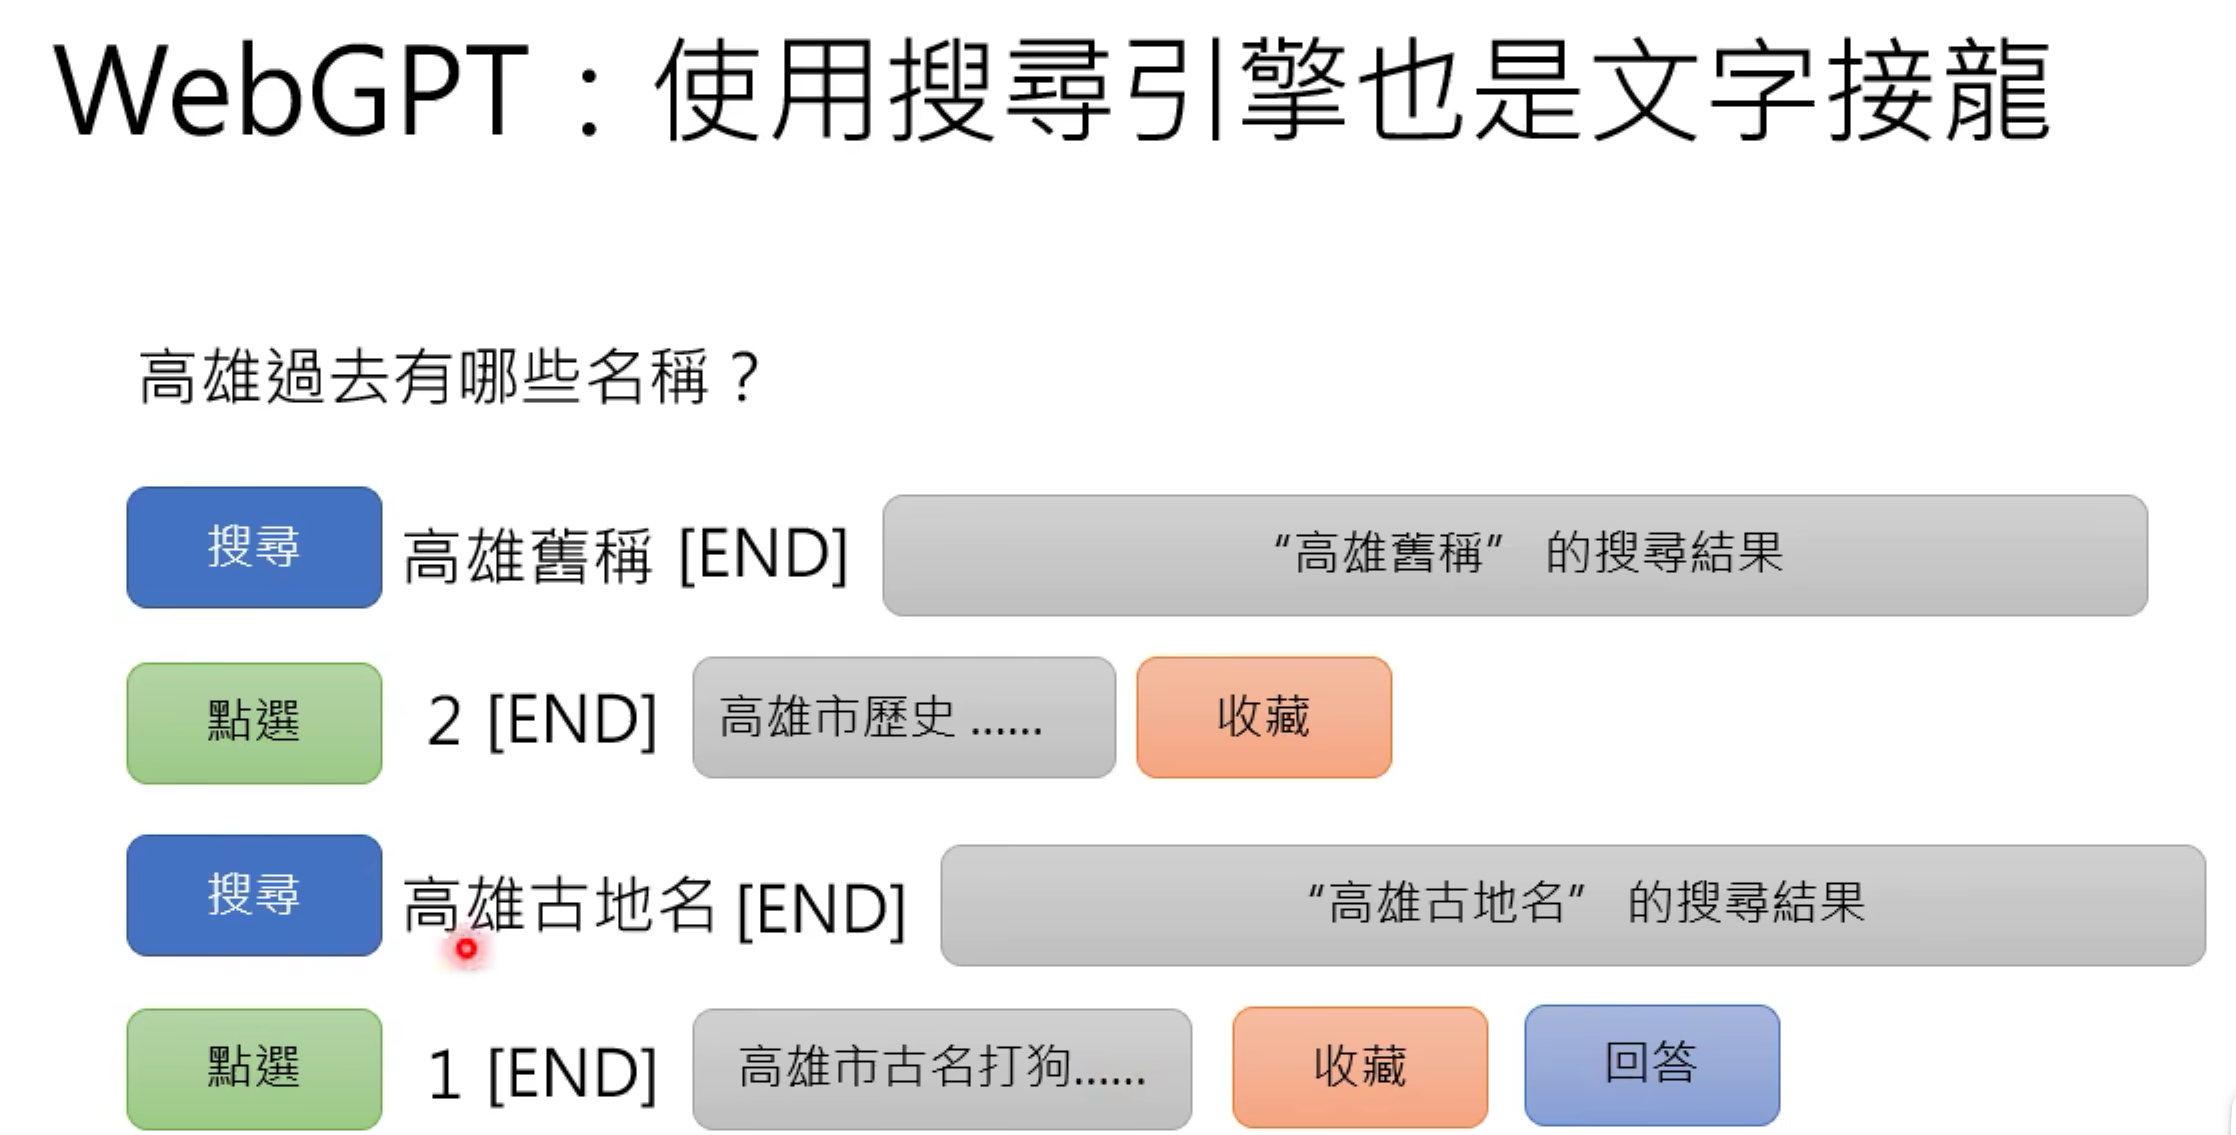 WebGPT：使用搜尋引擎也是文字接龍
高雄過去有哪些名稱？
搜尋 高雄舊稱 [END] “高雄舊稱” 的搜尋結果
點選 2 [END] 高雄市歷史 …… 收藏
搜尋 高雄古地名 [END] “高雄古地名” 的搜尋結果
點選 1 [END] 高雄市古名打狗…… 收藏 回答